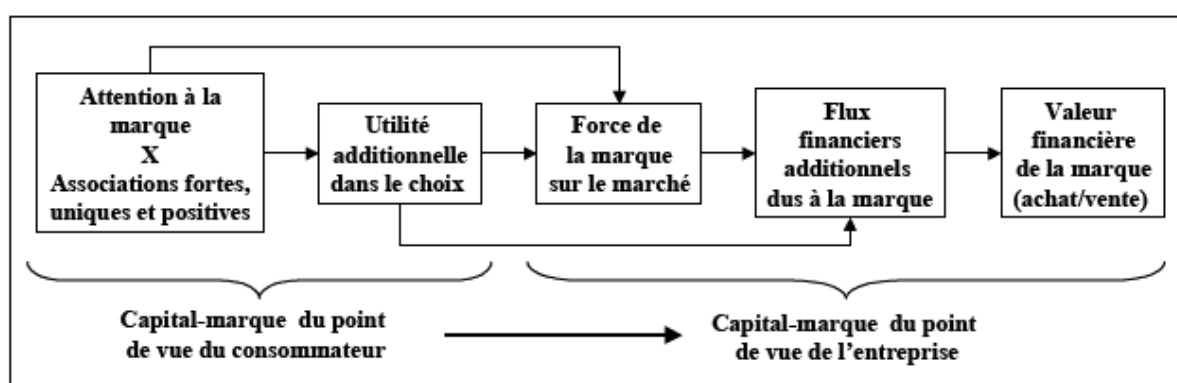 Attention à la
marque
X
Associations fortes,
uniques et positives
Utilité
additionnelle
dans le choix
Force de
la marque
sur le marché
Flux
financiers
additionnels
dus à la marque
Valeur
financière
de la marque
(achat/vente)
Capital-marque du point
de vue du consommateur
Capital-marque du point
de vue de l'entreprise